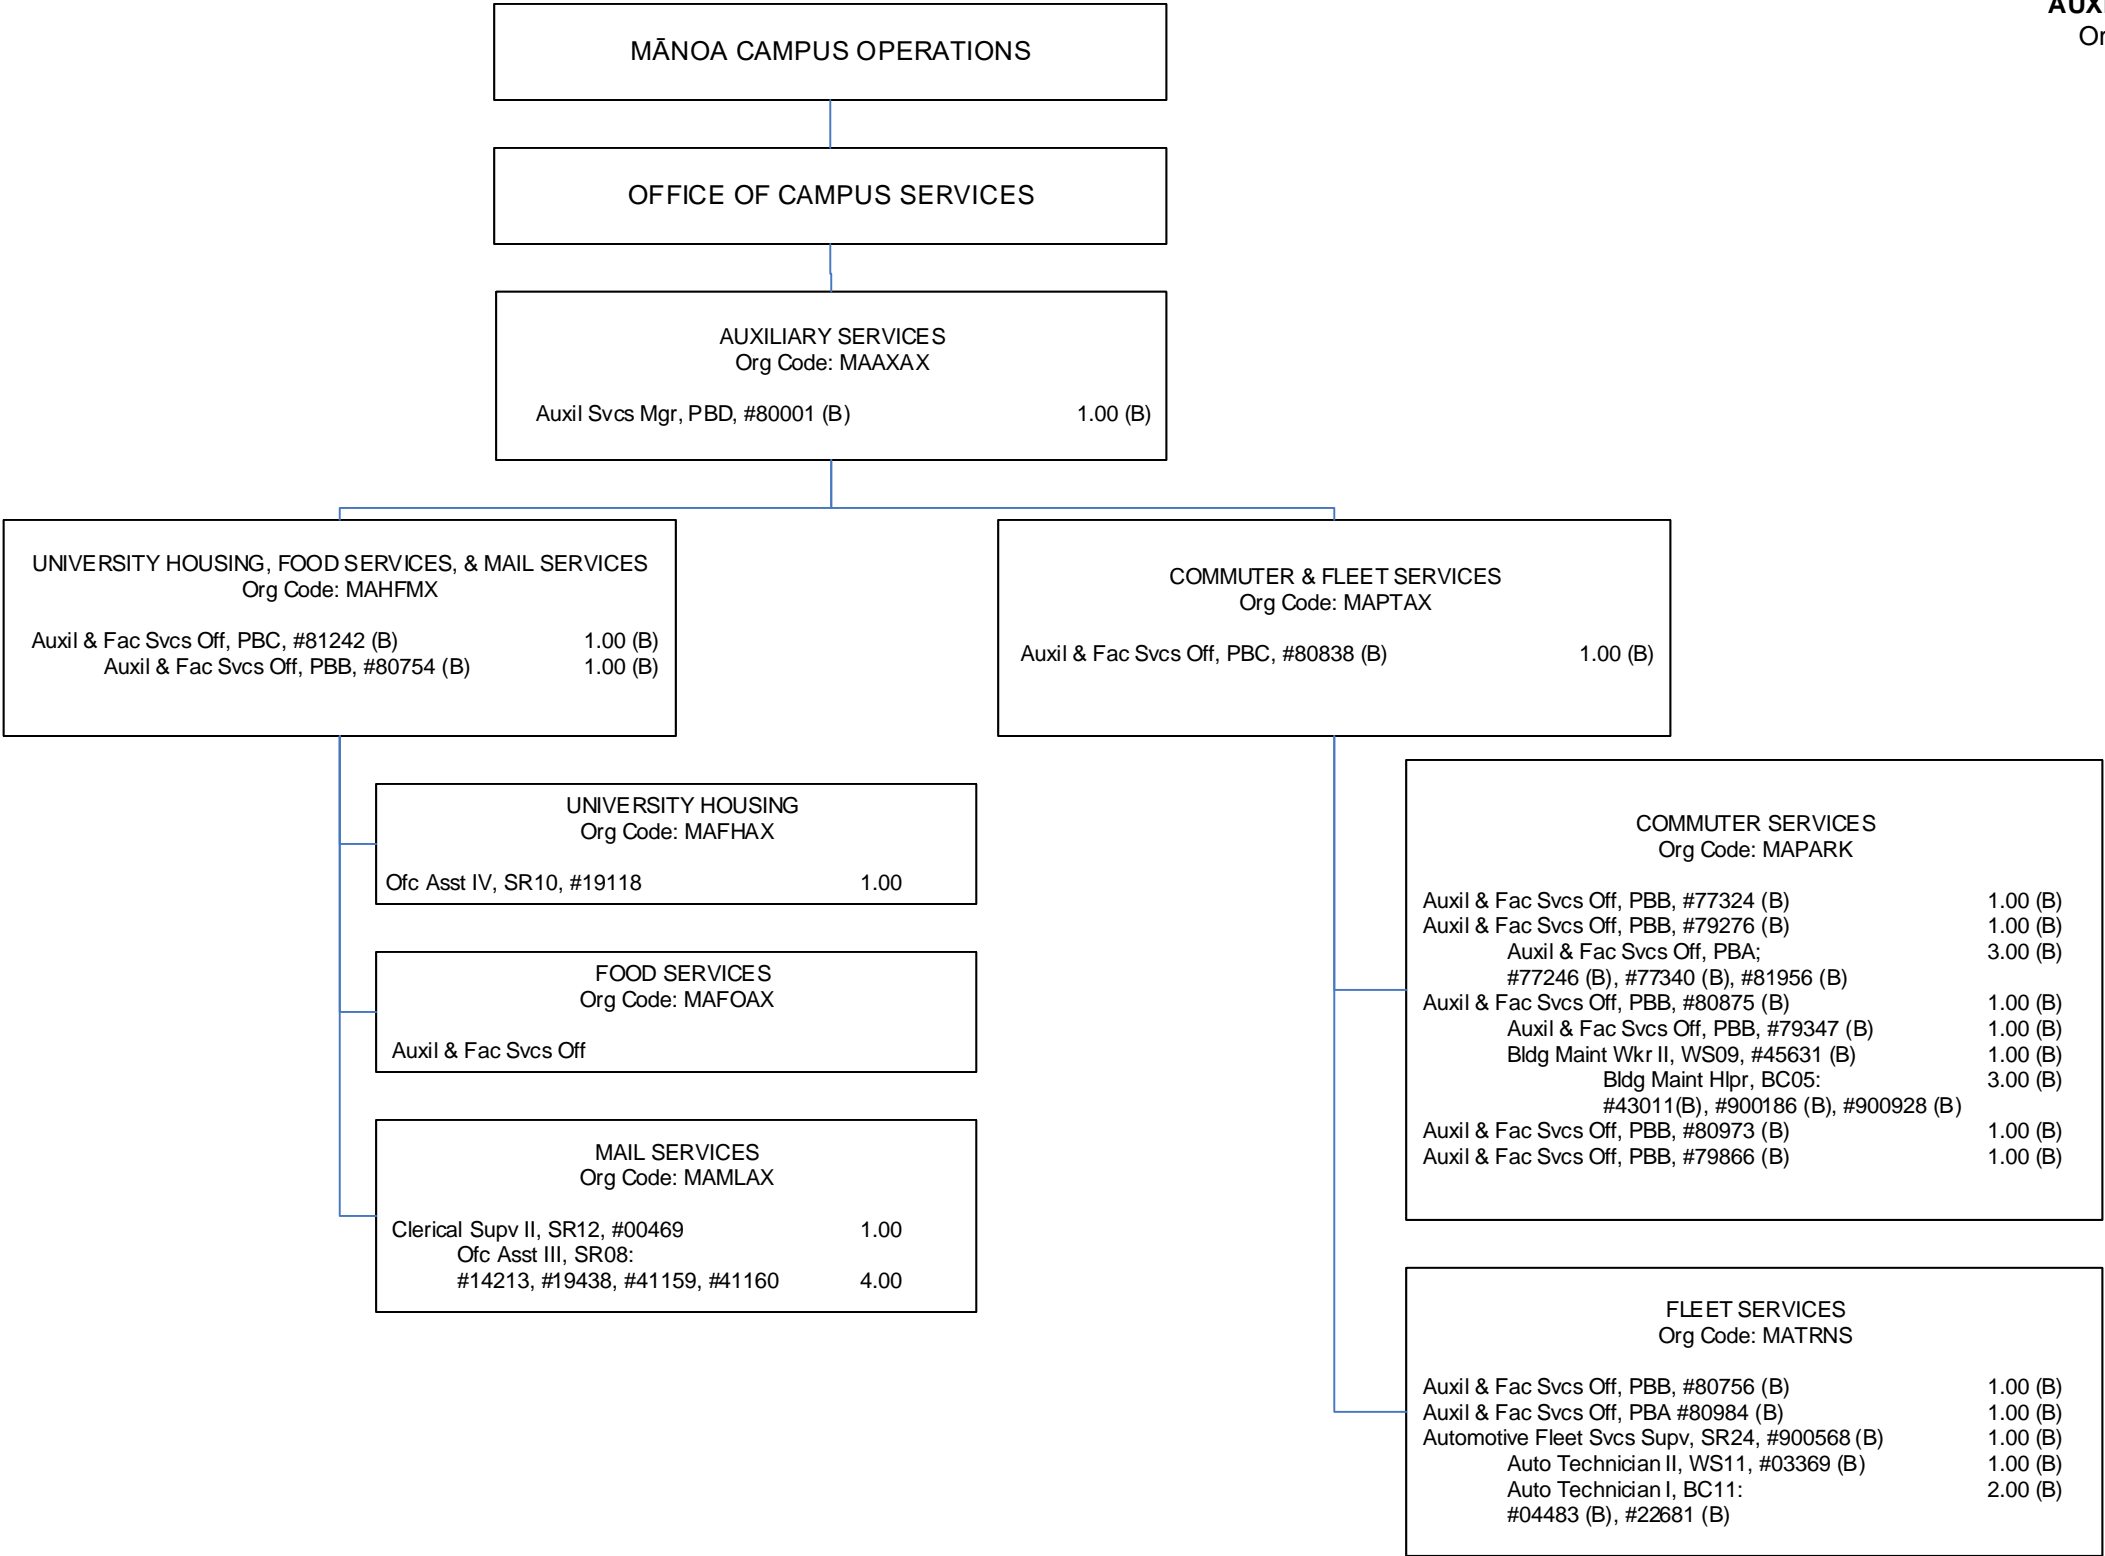 AUX
Or
MĀNOA CAMPUS OPERATIONS
OFFICE OF CAMPUS SERVICES
AUXILIARY SERVICES
Org Code: MAAXAX
Auxil Svcs Mgr, PBD, #80001 (B) 1.00 (B)
UNIVERSITY HOUSING, FOOD SERVICES, & MAIL SERVICES
Org Code: MAHFMX
Auxil & Fac Svcs Off, PBC, #81242 (B) 1.00 (B)
Auxil & Fac Svcs Off, PBB, #80754 (B) 1.00 (B)
COMMUTER & FLEET SERVICES
Org Code: MAPTAX
Auxil & Fac Svcs Off, PBC, #80838 (B) 1.00 (B)
UNIVERSITY HOUSING
Org Code: MAFHAX
Ofc Asst IV, SR10, #19118 1.00
FOOD SERVICES
Org Code: MAFOAX
Auxil & Fac Svcs Off
MAIL SERVICES
Org Code: MAMLAX
Clerical Supv II, SR12, #00469 1.00
Ofc Asst III, SR08:
#14213, #19438, #41159, #41160 4.00
COMMUTER SERVICES
Org Code: MAPARK
Auxil & Fac Svcs Off, PBB, #77324 (B) 1.00 (B)
Auxil & Fac Svcs Off, PBB, #79276 (B) 1.00 (B)
Auxil & Fac Svcs Off, PBA; 3.00 (B)
#77246 (B), #77340 (B), #81956 (B)
Auxil & Fac Svcs Off, PBB, #80875 (B) 1.00 (B)
Auxil & Fac Svcs Off, PBB, #79347 (B) 1.00 (B)
Bldg Maint Wkr II, WS09, #45631 (B) 1.00 (B)
Bldg Maint Hlpr, BC05: 3.00 (B)
#43011(B), #900186 (B), #900928 (B)
Auxil & Fac Svcs Off, PBB, #80973 (B) 1.00 (B)
Auxil & Fac Svcs Off, PBB, #79866 (B) 1.00 (B)
FLEET SERVICES
Org Code: MATRNS
Auxil & Fac Svcs Off, PBB, #80756 (B) 1.00 (B)
Auxil & Fac Svcs Off, PBA #80984 (B) 1.00 (B)
Automotive Fleet Svcs Supv, SR24, #900568 (B) 1.00 (B)
Auto Technician II, WS11, #03369 (B) 1.00 (B)
Auto Technician I, BC11: 2.00 (B)
#04483 (B), #22681 (B)